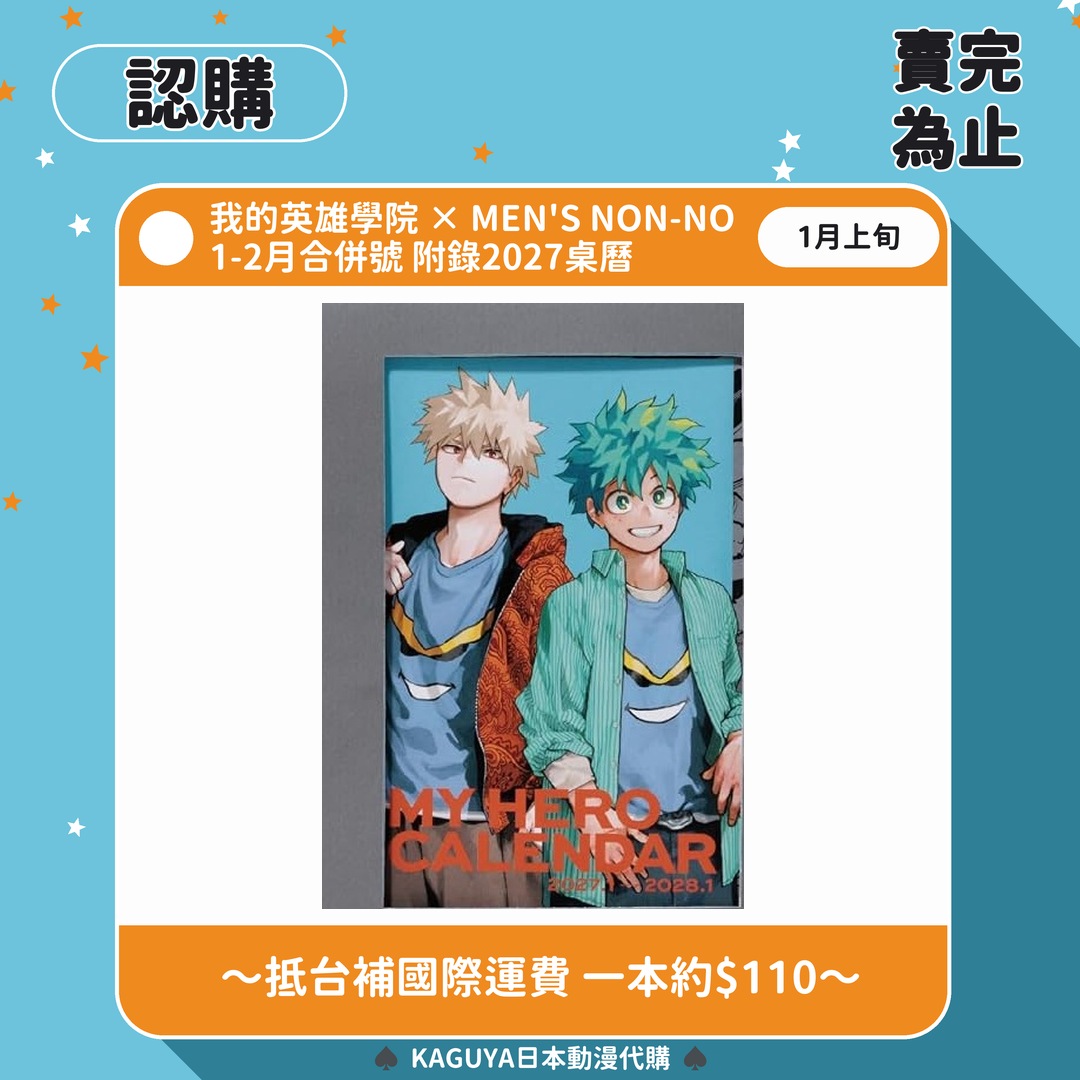 認購
賣完
為止
我的英雄學院 × MEN'S NON-NO
1-2月合併號 附錄2027桌曆
1月上旬
MY HERO
CALENDAR
2027.1－2028.1
～抵台補國際運費 一本約$110～
♠ KAGUYA日本動漫代購 ♠